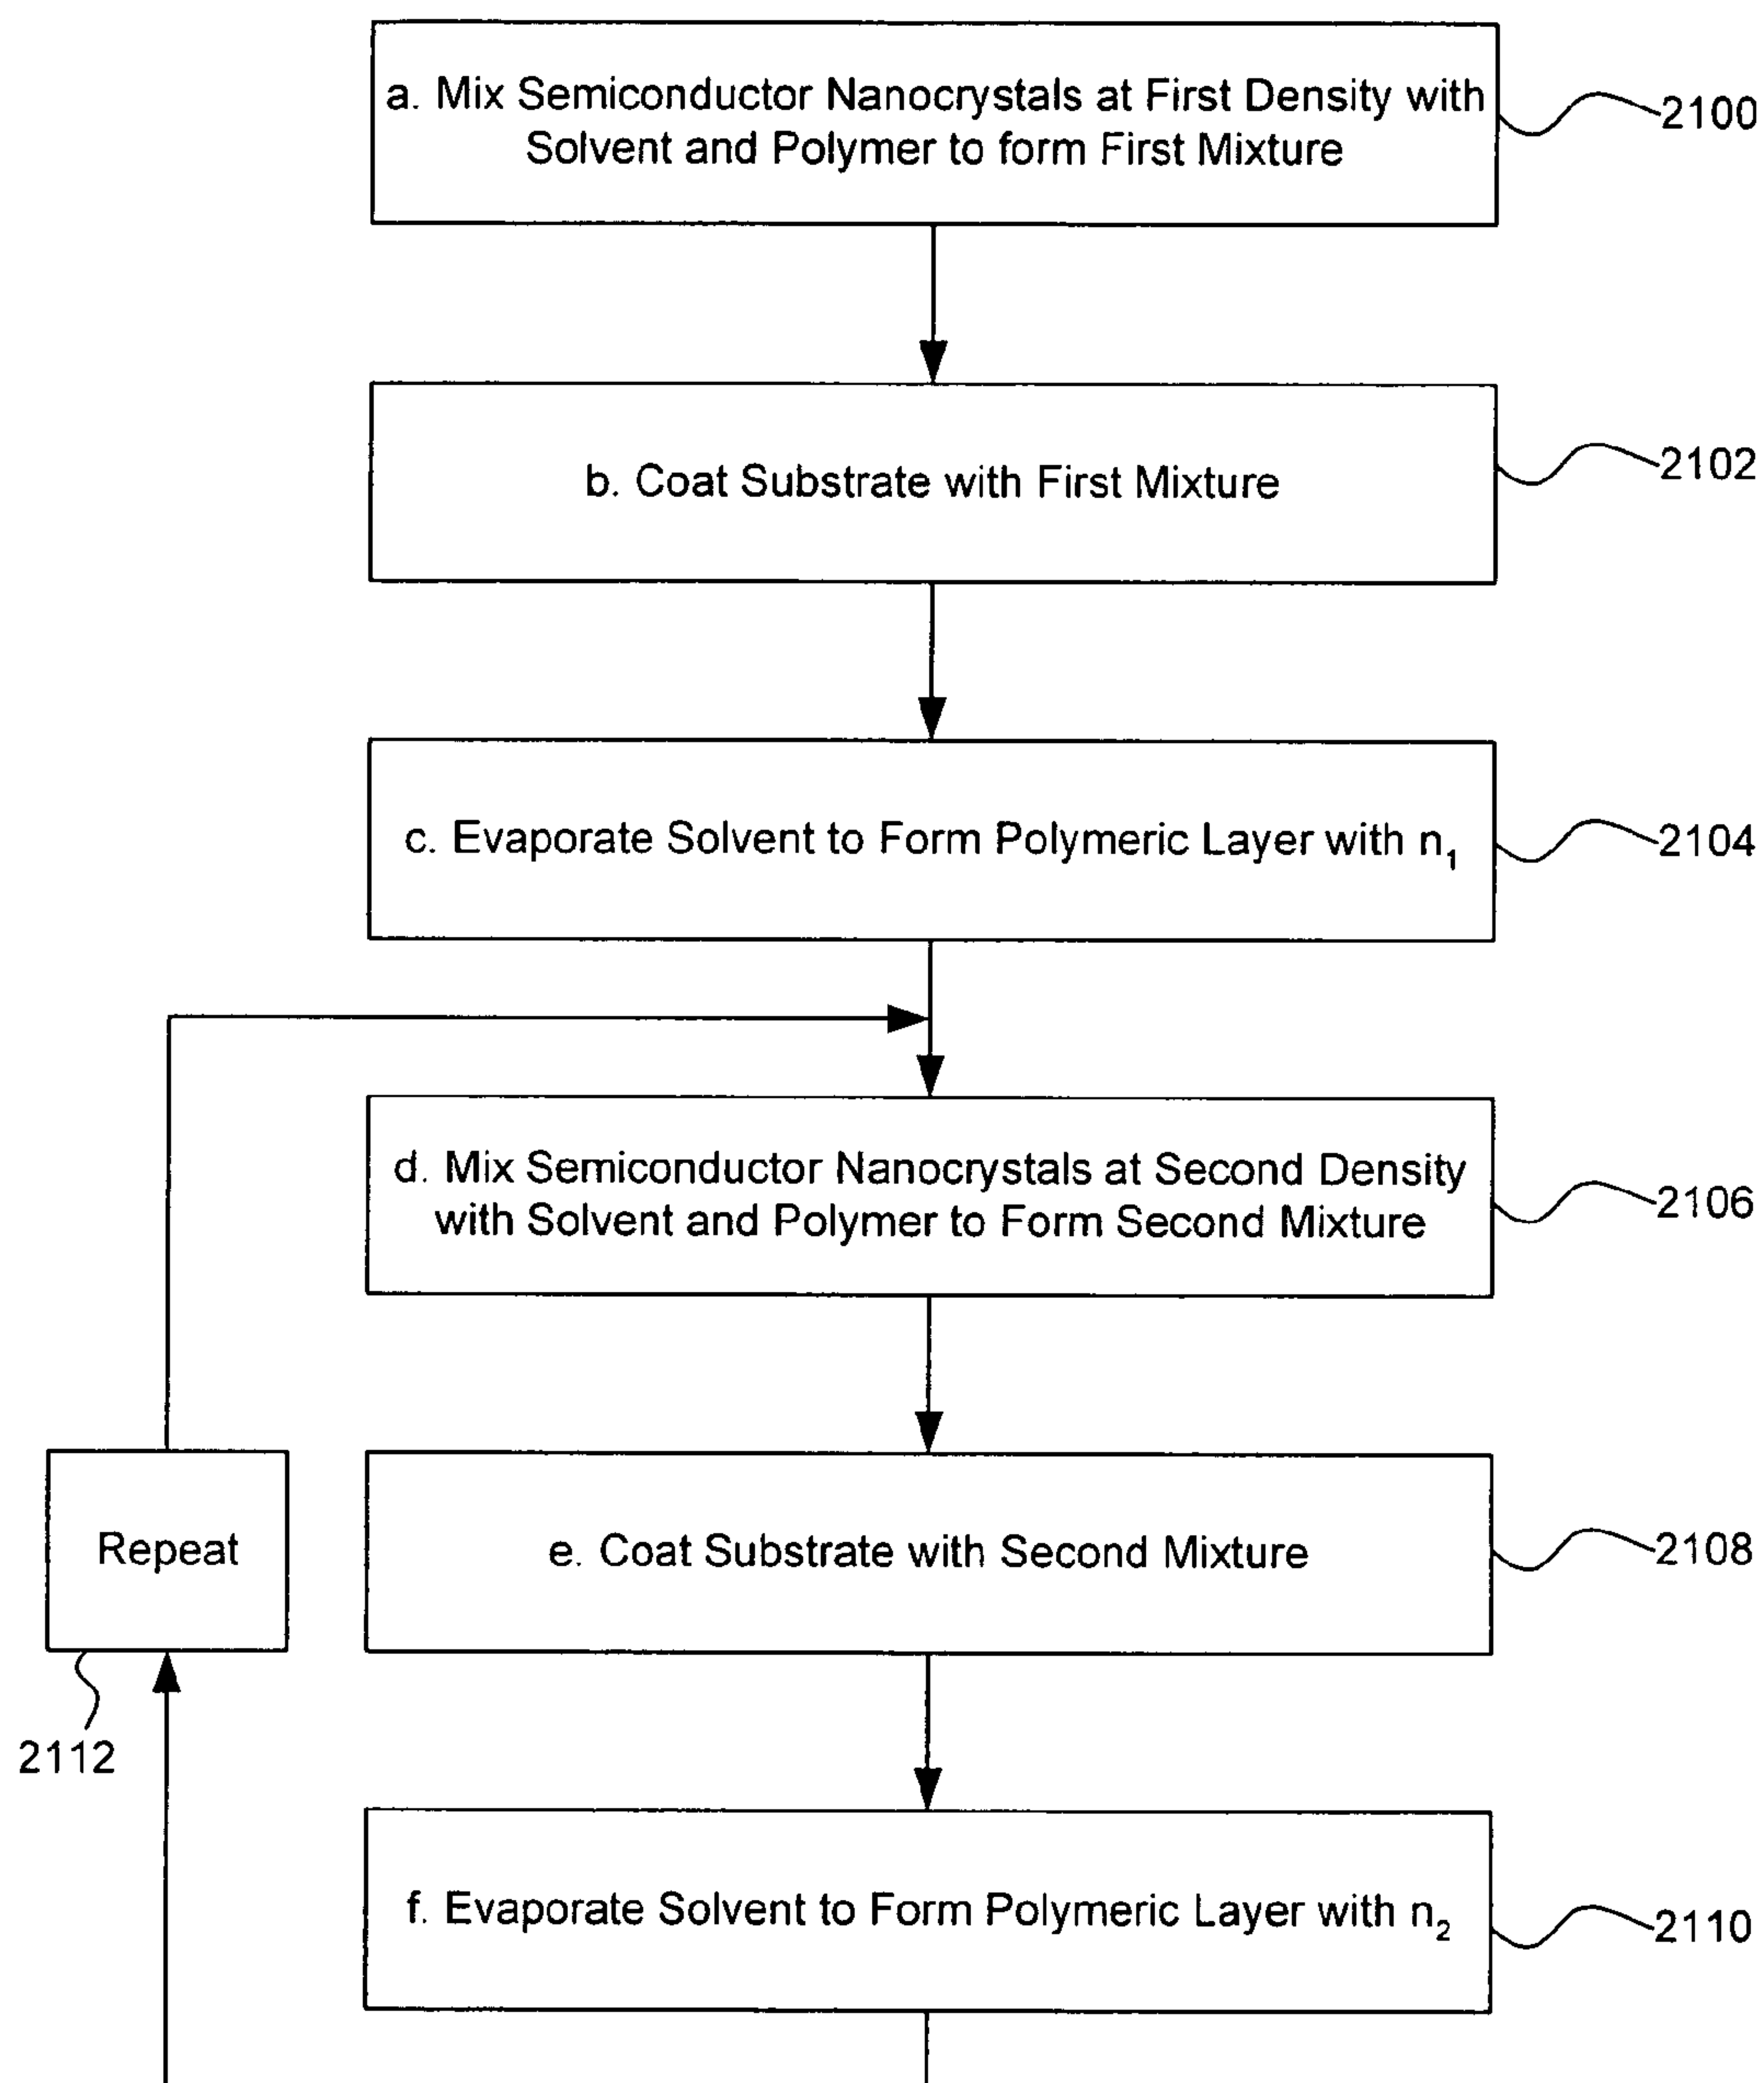 a. Mix Semiconductor Nanocrystals at First Density with
Solvent and Polymer to form First Mixture
2100
b. Coat Substrate with First Mixture
2102
c. Evaporate Solvent to Form Polymeric Layer with n₁
2104
d. Mix Semiconductor Nanocrystals at Second Density
with Solvent and Polymer to Form Second Mixture
2106
Repeat
2112
e. Coat Substrate with Second Mixture
2108
f. Evaporate Solvent to Form Polymeric Layer with n₂
2110